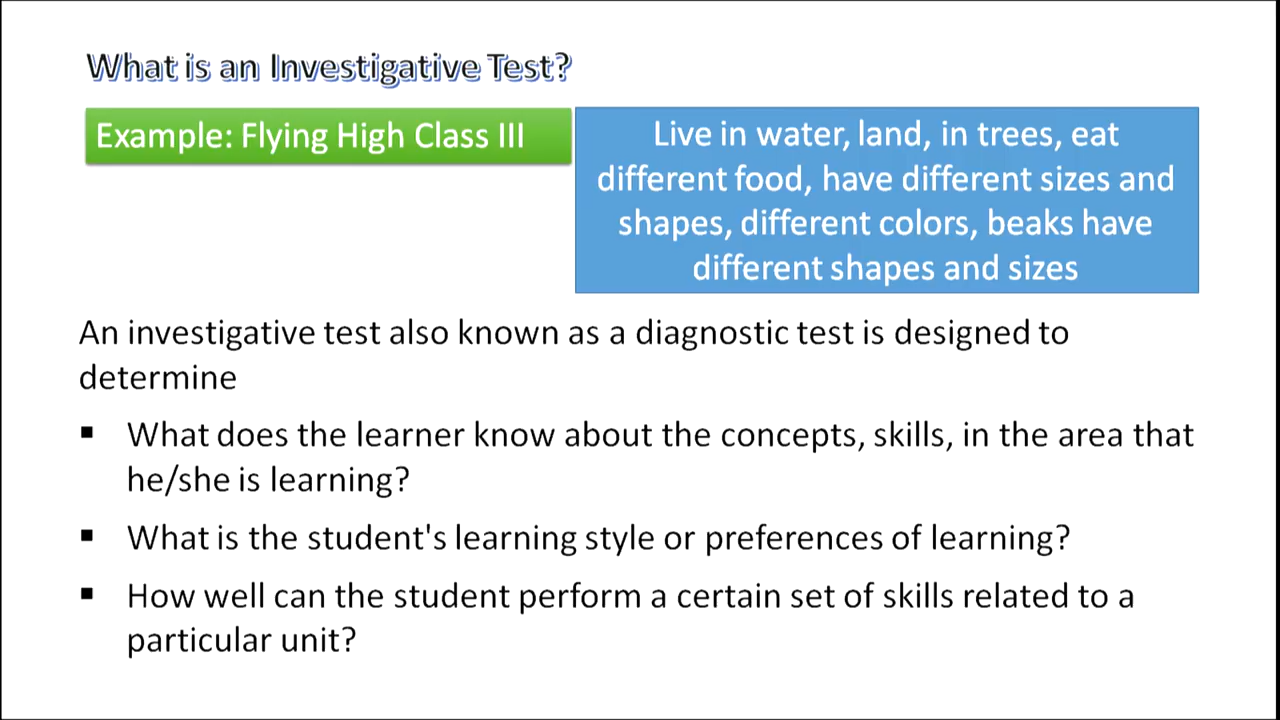 What is an Investigative Test?
Example: Flying High Class III
Live in water, land, in trees, eat
different food, have different sizes and
shapes, different colors, beaks have
different shapes and sizes
An investigative test also known as a diagnostic test is designed to
determine
▪ What does the learner know about the concepts, skills, in the area that
he/she is learning?
▪ What is the student's learning style or preferences of learning?
▪ How well can the student perform a certain set of skills related to a
particular unit?